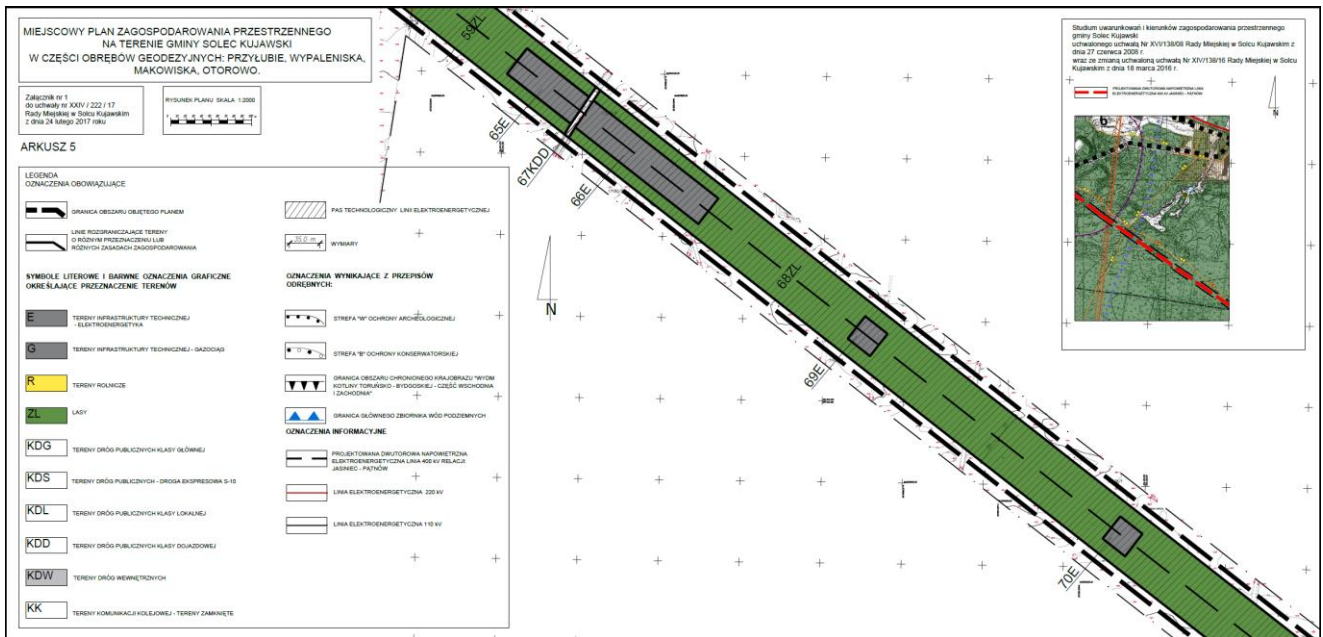 MIEJSCOWY PLAN ZAGOSPODAROWANIA PRZESTRZENNEGO
NA TERENIE GMINY SOLEC KUJAWSKI
W CZĘŚCI OBRĘBÓW GEODEZYJNYCH: PRZYŁUBIE, WYPALENISKA,
MAKOWISKA, OTOROWO.
Załącznik nr 1
do uchwały nr XXIV / 222 / 17
Rady Miejskiej w Solcu Kujawskim
z dnia 24 lutego 2017 roku
RYSUNEK PLANU SKALA 1:2000
ARKUSZ 5
LEGENDA
OZNACZENIA OBOWIĄZUJĄCE
GRANICA OBSZARU OBJĘTEGO PLANEM
LINIE ROZGRANICZAJĄCE TERENY
O RÓŻNYM PRZEZNACZENIU LUB
RÓŻNYCH ZASADACH ZAGOSPODAROWANIA
PAS TECHNOLOGICZNY LINII ELEKTROENERGETYCZNEJ
35.0 m
WYMIARY
SYMBOLE LITEROWE I BARWNE OZNACZENIA GRAFICZNE
OKREŚLAJĄCE PRZEZNACZENIE TERENÓW
E
TERENY INFRASTRUKTURY TECHNICZNEJ
- ELEKTROENERGETYKA
G
TERENY INFRASTRUKTURY TECHNICZNEJ - GAZOCIĄG
R
TERENY ROLNICZE
ZL
LASY
KDG
TERENY DRÓG PUBLICZNYCH KLASY GŁÓWNEJ
KDS
TERENY DRÓG PUBLICZNYCH - DROGA EKSPRESOWA S-10
KDL
TERENY DRÓG PUBLICZNYCH KLASY LOKALNEJ
KDD
TERENY DRÓG PUBLICZNYCH KLASY DOJAZDOWEJ
KDW
TERENY DRÓG WEWNĘTRZNYCH
KK
TERENY KOMUNIKACJI KOLEJOWEJ - TERENY ZAMKNIĘTE
OZNACZENIA WYNIKAJĄCE Z PRZEPISÓW
ODRĘBNYCH:
STREFA "W" OCHRONY ARCHEOLOGICZNEJ
STREFA "B" OCHRONY KONSERWATORSKIEJ
GRANICA OBSZARU CHRONIONEGO KRAJOBRAZU "WYDM
KOTLINY TORUŃSKO - BYDGOSKIEJ - CZĘŚĆ WSCHODNIA
I ZACHODNIA"
GRANICA GŁÓWNEGO ZBIORNIKA WÓD PODZIEMNYCH
OZNACZENIA INFORMACYJNE
PROJEKTOWANA DWUTOROWA NAPOWIETRZNA
ELEKTROENERGETYCZNA LINIA 400 kV RELACJI
JASINIEC - PĄTNÓW
LINIA ELEKTROENERGETYCZNA 220 kV
LINIA ELEKTROENERGETYCZNA 110 kV
59ZL
65E
67KDD
66E
N
68ZL
69E
70E
Studium uwarunkowań i kierunków zagospodarowania przestrzennego
gminy Solec Kujawski
uchwalonego uchwałą Nr XVI/138/08 Rady Miejskiej w Solcu Kujawskim z
dnia 27 czerwca 2008 r.
wraz ze zmianą uchwaloną uchwałą Nr XIV/138/16 Rady Miejskiej w Solcu
Kujawskim z dnia 18 marca 2016 r.
PROJEKTOWANA DWUTOROWA NAPOWIETRZNA LINIA
ELEKTROENERGETYCZNA 400 kV JASINIEC - PĄTNÓW
N
6